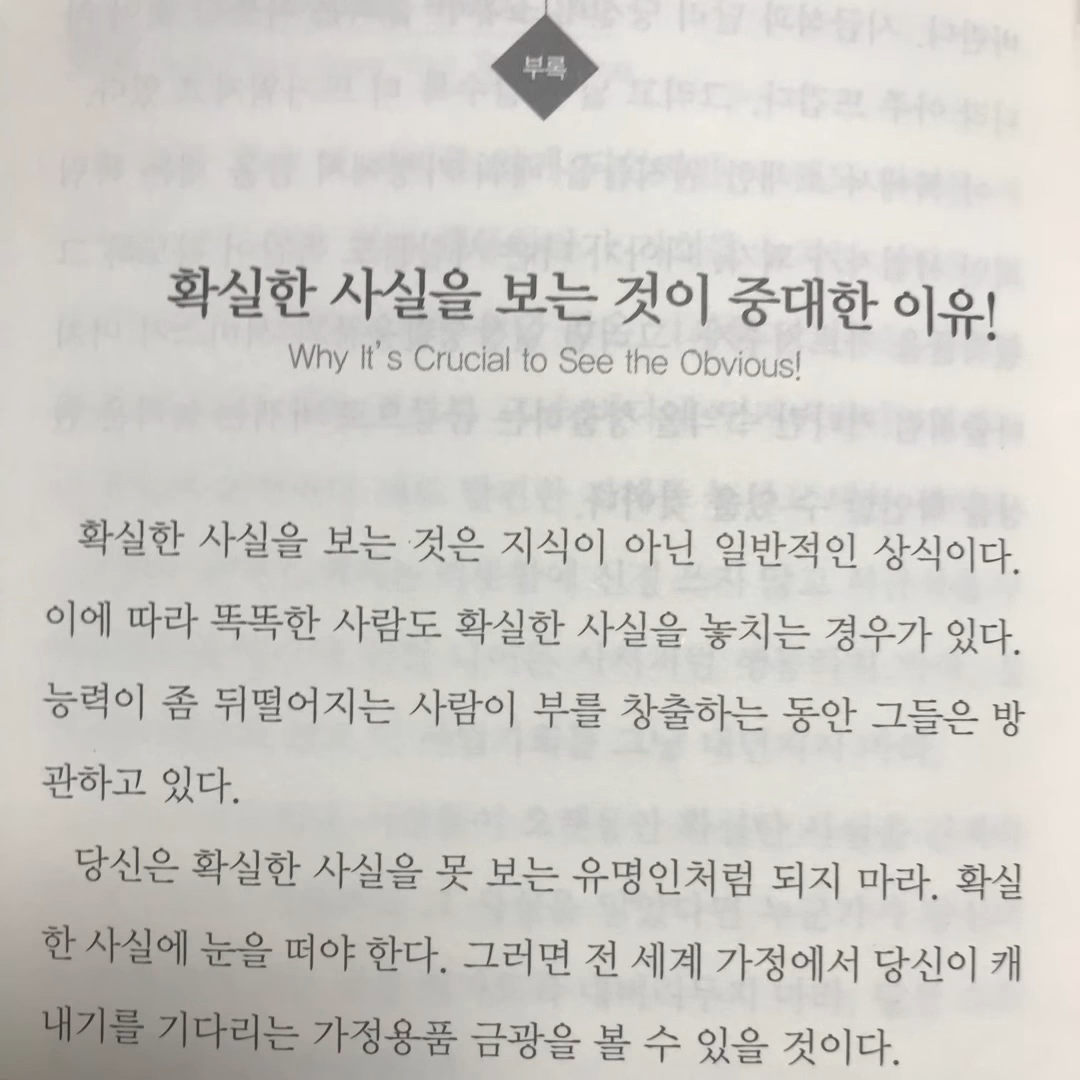 부록
확실한 사실을 보는 것이 중대한 이유!
Why It's Crucial to See the Obvious!
확실한 사실을 보는 것은 지식이 아닌 일반적인 상식이다.
이에 따라 똑똑한 사람도 확실한 사실을 놓치는 경우가 있다.
능력이 좀 뒤떨어지는 사람이 부를 창출하는 동안 그들은 방
관하고 있다.
당신은 확실한 사실을 못 보는 유명인처럼 되지 마라. 확실
한 사실에 눈을 떠야 한다. 그러면 전 세계 가정에서 당신이 캐
내기를 기다리는 가정용품 금광을 볼 수 있을 것이다.